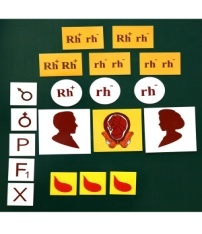 Rh⁺ rh⁻ Rh⁺ rh⁻
Rh⁺ Rh⁺ rh⁻ rh⁻ rh⁻ rh⁻
Rh⁺ rh⁻ rh⁻
P
F₁
X